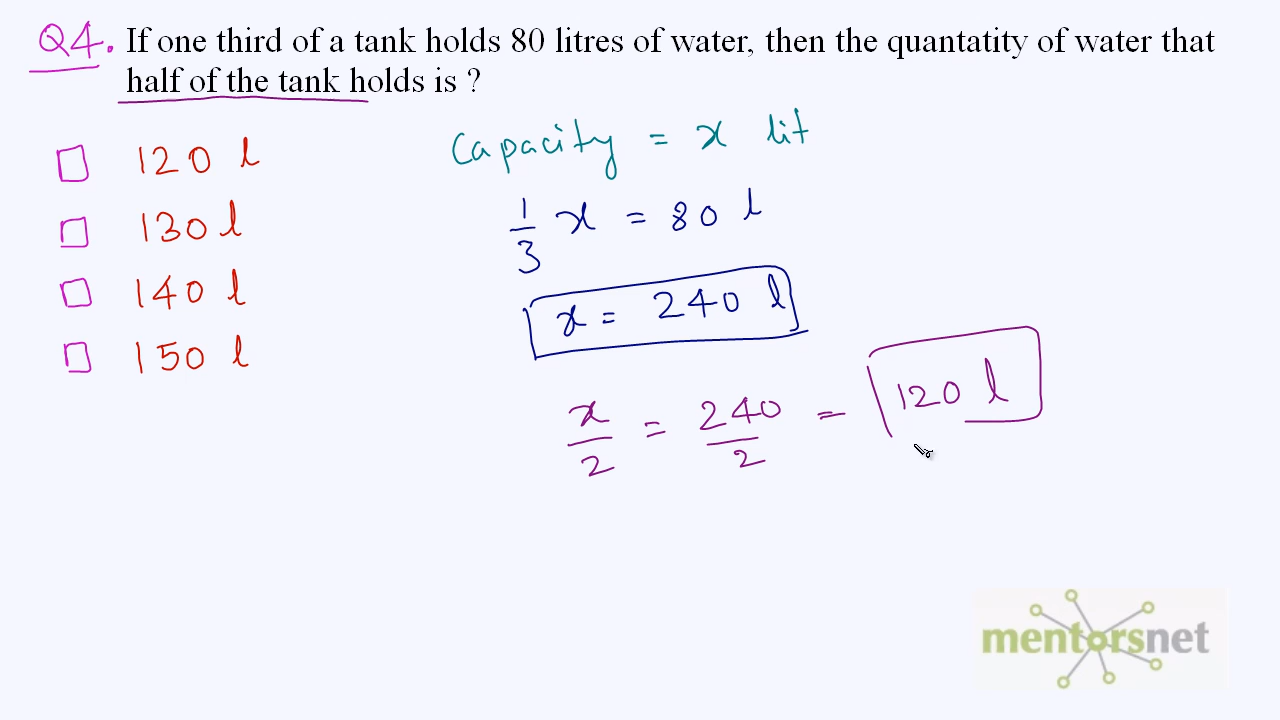 Q4. If one third of a tank holds 80 litres of water, then the quantatity of water that
half of the tank holds is ?
120 l
130 l
140 l
150 l
Capacity = x lit
1/3 x = 80 l
x = 240 l
x/2 = 240/2 = 120 l
mentorsnet